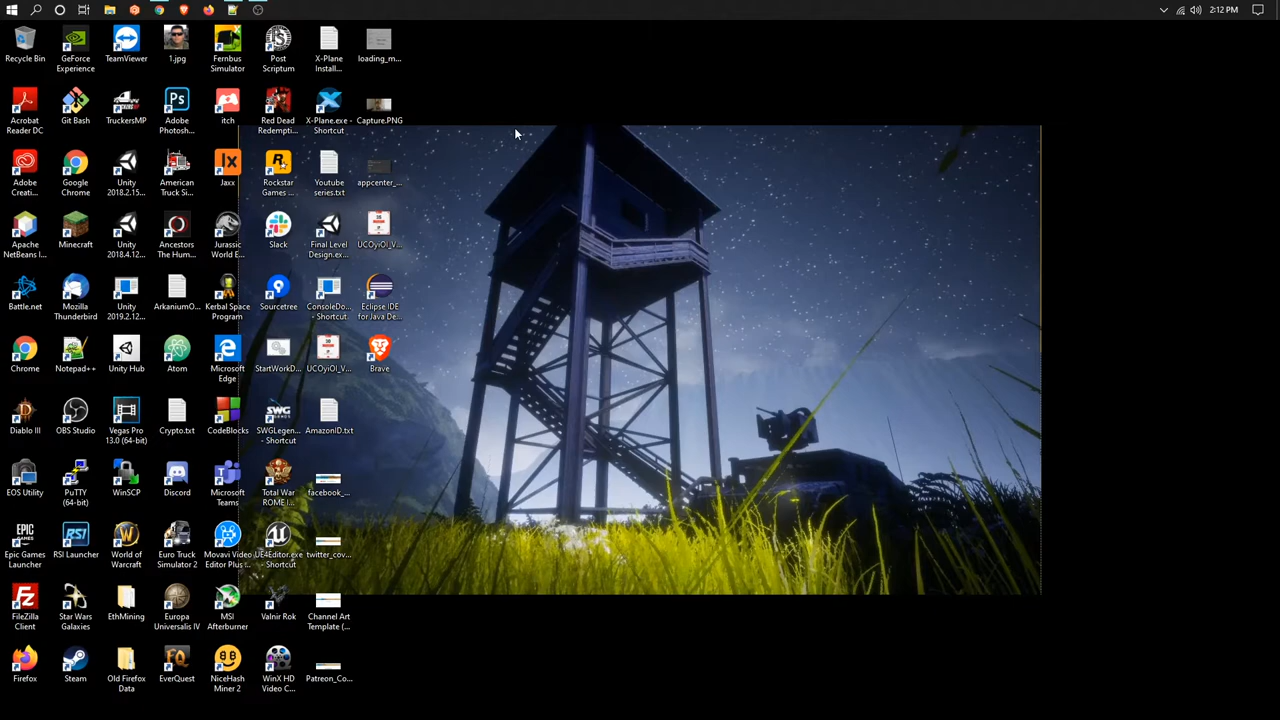 2:12 PM
Recycle Bin
GeForce
Experience
TeamViewer
1.jpg
Fernbus
Simulator
Post
Scriptum
X-Plane
Install...
loading_m...
Acrobat
Reader DC
Git Bash
TruckersMP
Adobe
Photosh...
itch
Red Dead
Redempti...
X-Plane.exe -
Shortcut
Capture.PNG
Adobe
Creati...
Google
Chrome
Unity
2018.2.15...
American
Truck Si...
Jaxx
Rockstar
Games ...
Youtube
series.txt
appcenter_...
Apache
NetBeans I...
Minecraft
Unity
2018.4.12...
Ancestors
The Hum...
Jurassic
World E...
Slack
Final Level
Design.ex...
UCOyiOI_V...
Battle.net
Mozilla
Thunderbird
Unity
2019.2.12...
ArkaniumO...
Kerbal Space
Program
Sourcetree
ConsoleDo...
- Shortcut
Eclipse IDE
for Java De...
Chrome
Notepad++
Unity Hub
Atom
Microsoft
Edge
StartWorkD...
UCOyiOI_V...
Brave
Diablo III
OBS Studio
Vegas Pro
13.0 (64-bit)
Crypto.txt
CodeBlocks
SWGLegen...
- Shortcut
AmazonID.txt
EOS Utility
PuTTY
(64-bit)
WinSCP
Discord
Microsoft
Teams
Total War
ROME I...
facebook_...
Epic Games
Launcher
RSI Launcher
World of
Warcraft
Euro Truck
Simulator 2
Movavi Video
Editor Plus ...
UE4Editor.exe
- Shortcut
twitter_cov...
FileZilla
Client
Star Wars
Galaxies
EthMining
Europa
Universalis IV
MSI
Afterburner
Valnir Rok
Channel Art
Template (...
Firefox
Steam
Old Firefox
Data
EverQuest
NiceHash
Miner 2
WinX HD
Video C...
Patreon_Co...